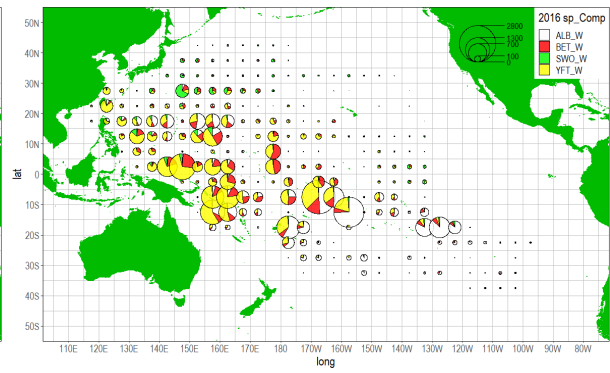 2016 sp_Comp
2800
1300
700
100
0
ALB_W
BET_W
SWO_W
YFT_W
50N
40N
30N
20N
10N
0
10S
20S
30S
40S
50S
lat
110E 120E 130E 140E 150E 160E 170E 180 170W 160W 150W 140W 130W 120W 110W 100W 90W 80W
long